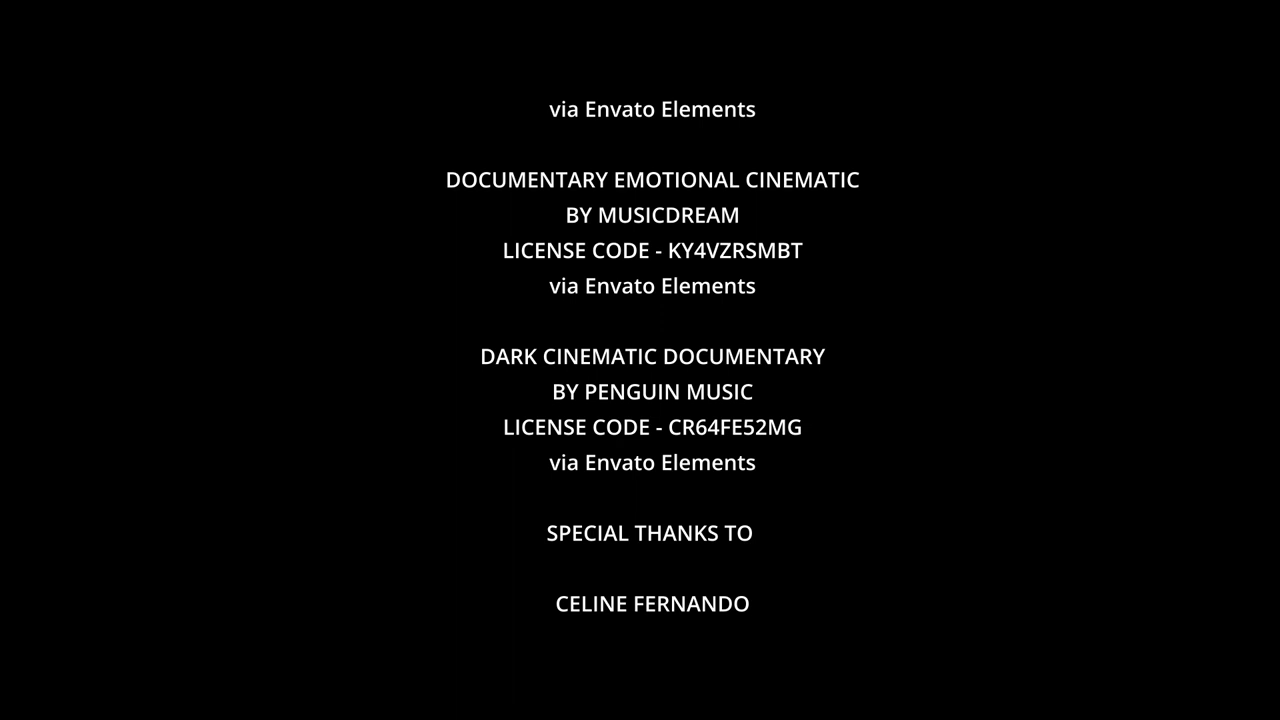 via Envato Elements
DOCUMENTARY EMOTIONAL CINEMATIC
BY MUSICDREAM
LICENSE CODE - KY4VZRSMBT
via Envato Elements
DARK CINEMATIC DOCUMENTARY
BY PENGUIN MUSIC
LICENSE CODE - CR64FE52MG
via Envato Elements
SPECIAL THANKS TO
CELINE FERNANDO